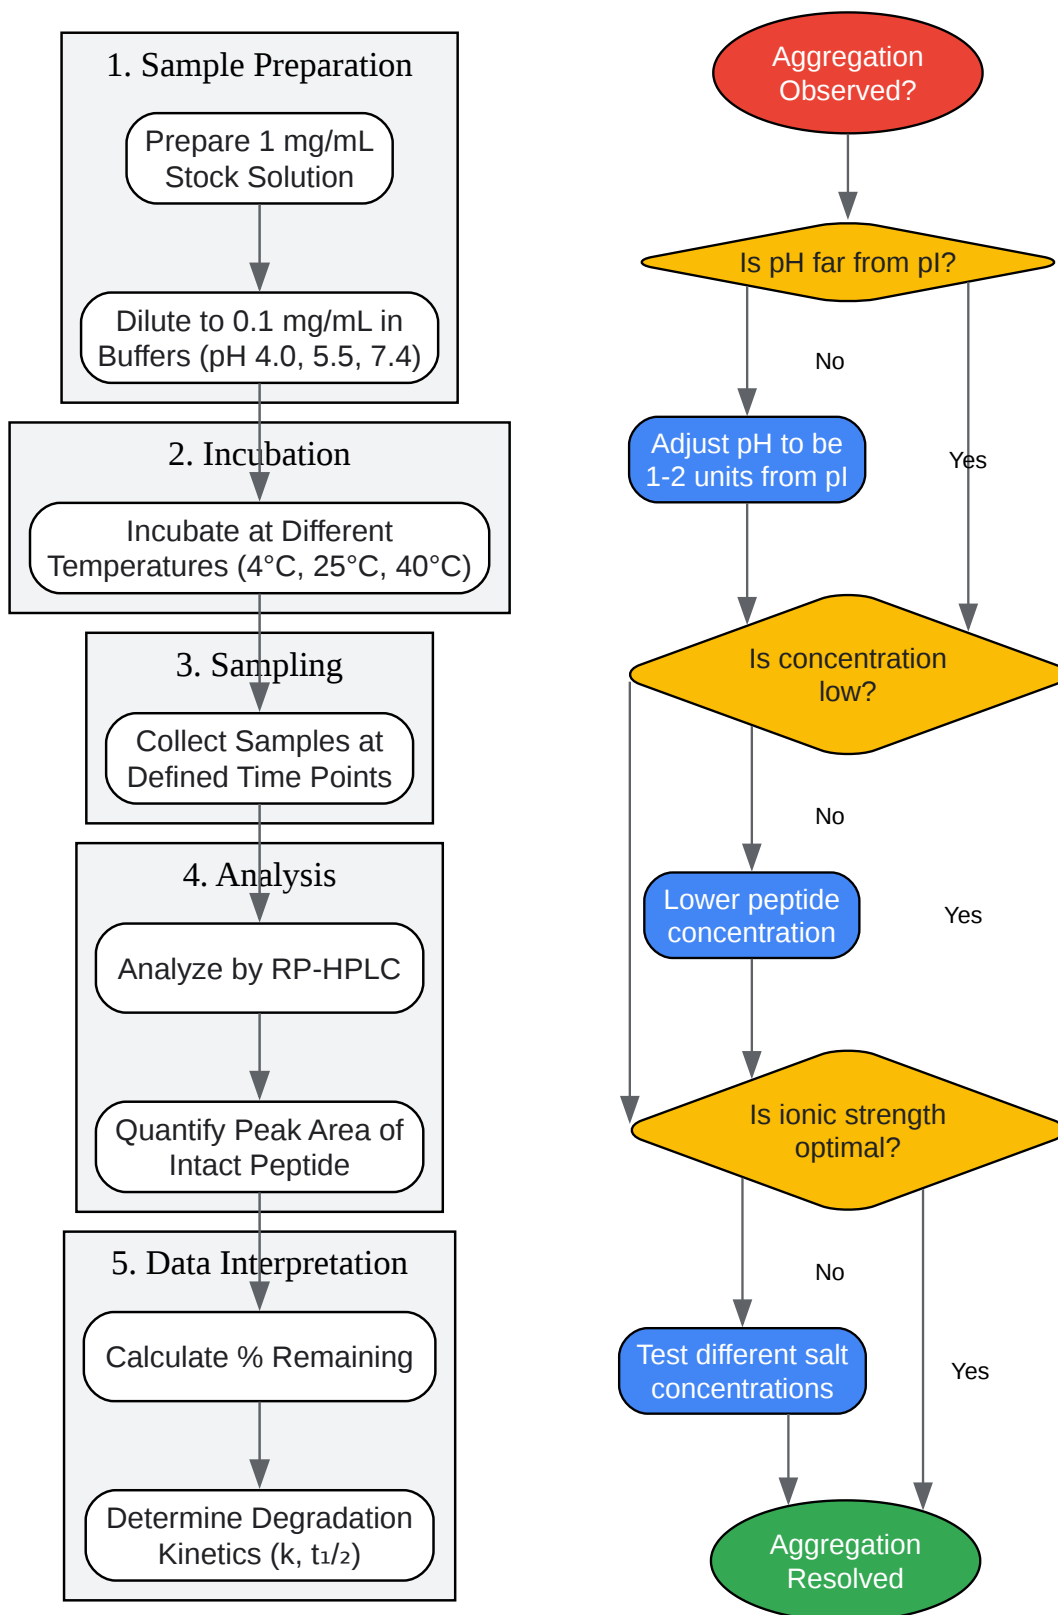 1. Sample Preparation
Prepare 1 mg/mL
Stock Solution
Dilute to 0.1 mg/mL in
Buffers (pH 4.0, 5.5, 7.4)
2. Incubation
Incubate at Different
Temperatures (4°C, 25°C, 40°C)
3. Sampling
Collect Samples at
Defined Time Points
4. Analysis
Analyze by RP-HPLC
Quantify Peak Area of
Intact Peptide
5. Data Interpretation
Calculate % Remaining
Determine Degradation
Kinetics (k, t₁/₂)
Aggregation
Observed?
Is pH far from pI?
No
Yes
Adjust pH to be
1-2 units from pI
Is concentration
low?
No
Yes
Lower peptide
concentration
Is ionic strength
optimal?
No
Yes
Test different salt
concentrations
Aggregation
Resolved